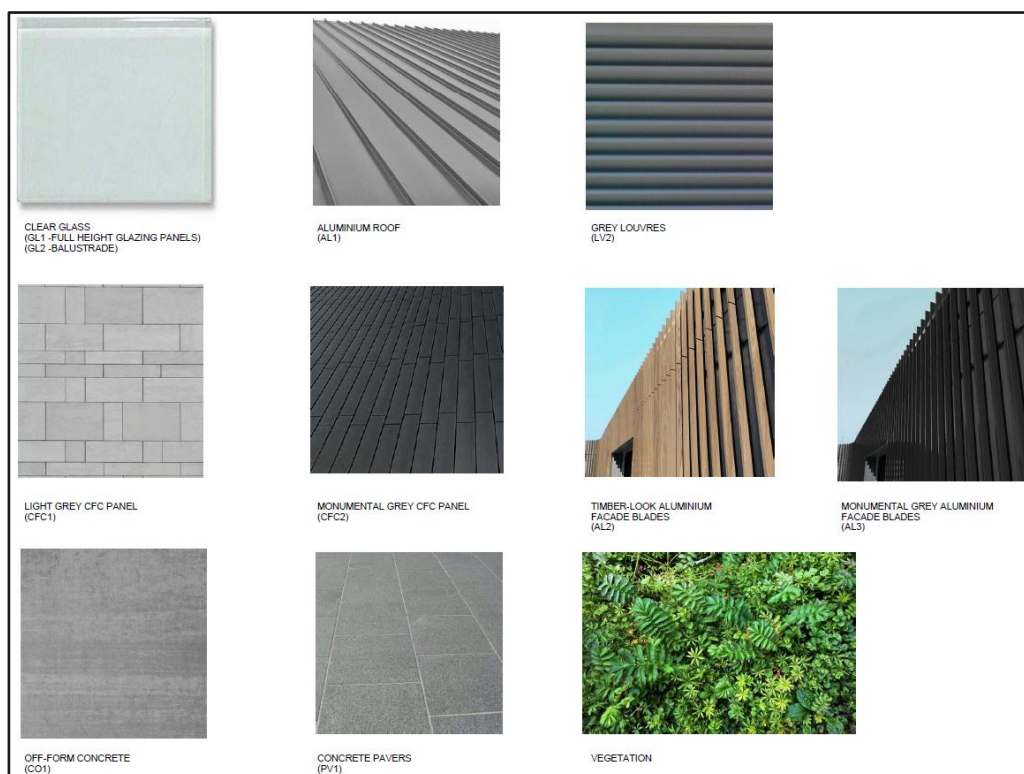 CLEAR GLASS
(GL1 -FULL HEIGHT GLAZING PANELS)
(GL2 -BALUSTRADE)
ALUMINIUM ROOF
(AL1)
GREY LOUVRES
(LV2)
LIGHT GREY CFC PANEL
(CFC1)
MONUMENTAL GREY CFC PANEL
(CFC2)
TIMBER-LOOK ALUMINIUM
FACADE BLADES
(AL2)
MONUMENTAL GREY ALUMINIUM
FACADE BLADES
(AL3)
OFF-FORM CONCRETE
(CO1)
CONCRETE PAVERS
(PV1)
VEGETATION